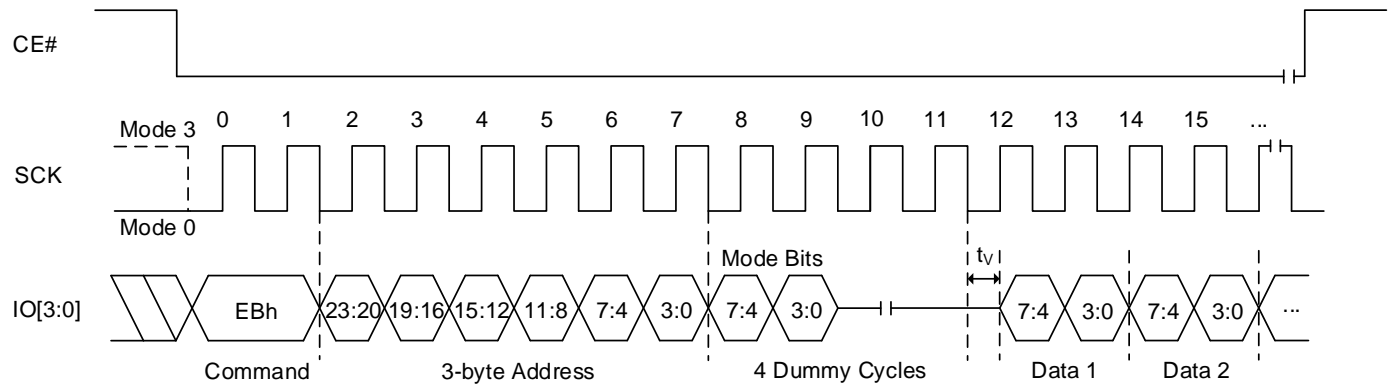 CE#
0 1 2 3 4 5 6 7 8 9 10 11 12 13 14 15 ...
Mode 3
SCK
Mode 0
Mode Bits
tV
IO[3:0] EBh 23:20 19:16 15:12 11:8 7:4 3:0 7:4 3:0 7:4 3:0 7:4 3:0 ...
Command 3-byte Address 4 Dummy Cycles Data 1 Data 2